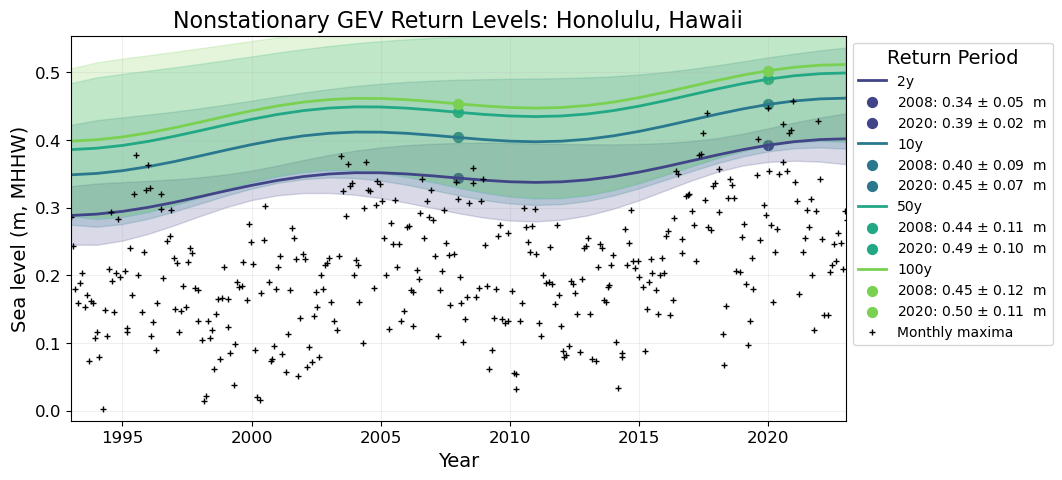 Nonstationary GEV Return Levels: Honolulu, Hawaii
Sea level (m, MHHW)
0.5
0.4
0.3
0.2
0.1
0.0
1995
2000
2005
2010
2015
2020
Year
Return Period
2y
2008: 0.34 ± 0.05 m
2020: 0.39 ± 0.02 m
10y
2008: 0.40 ± 0.09 m
2020: 0.45 ± 0.07 m
50y
2008: 0.44 ± 0.11 m
2020: 0.49 ± 0.10 m
100y
2008: 0.45 ± 0.12 m
2020: 0.50 ± 0.11 m
Monthly maxima